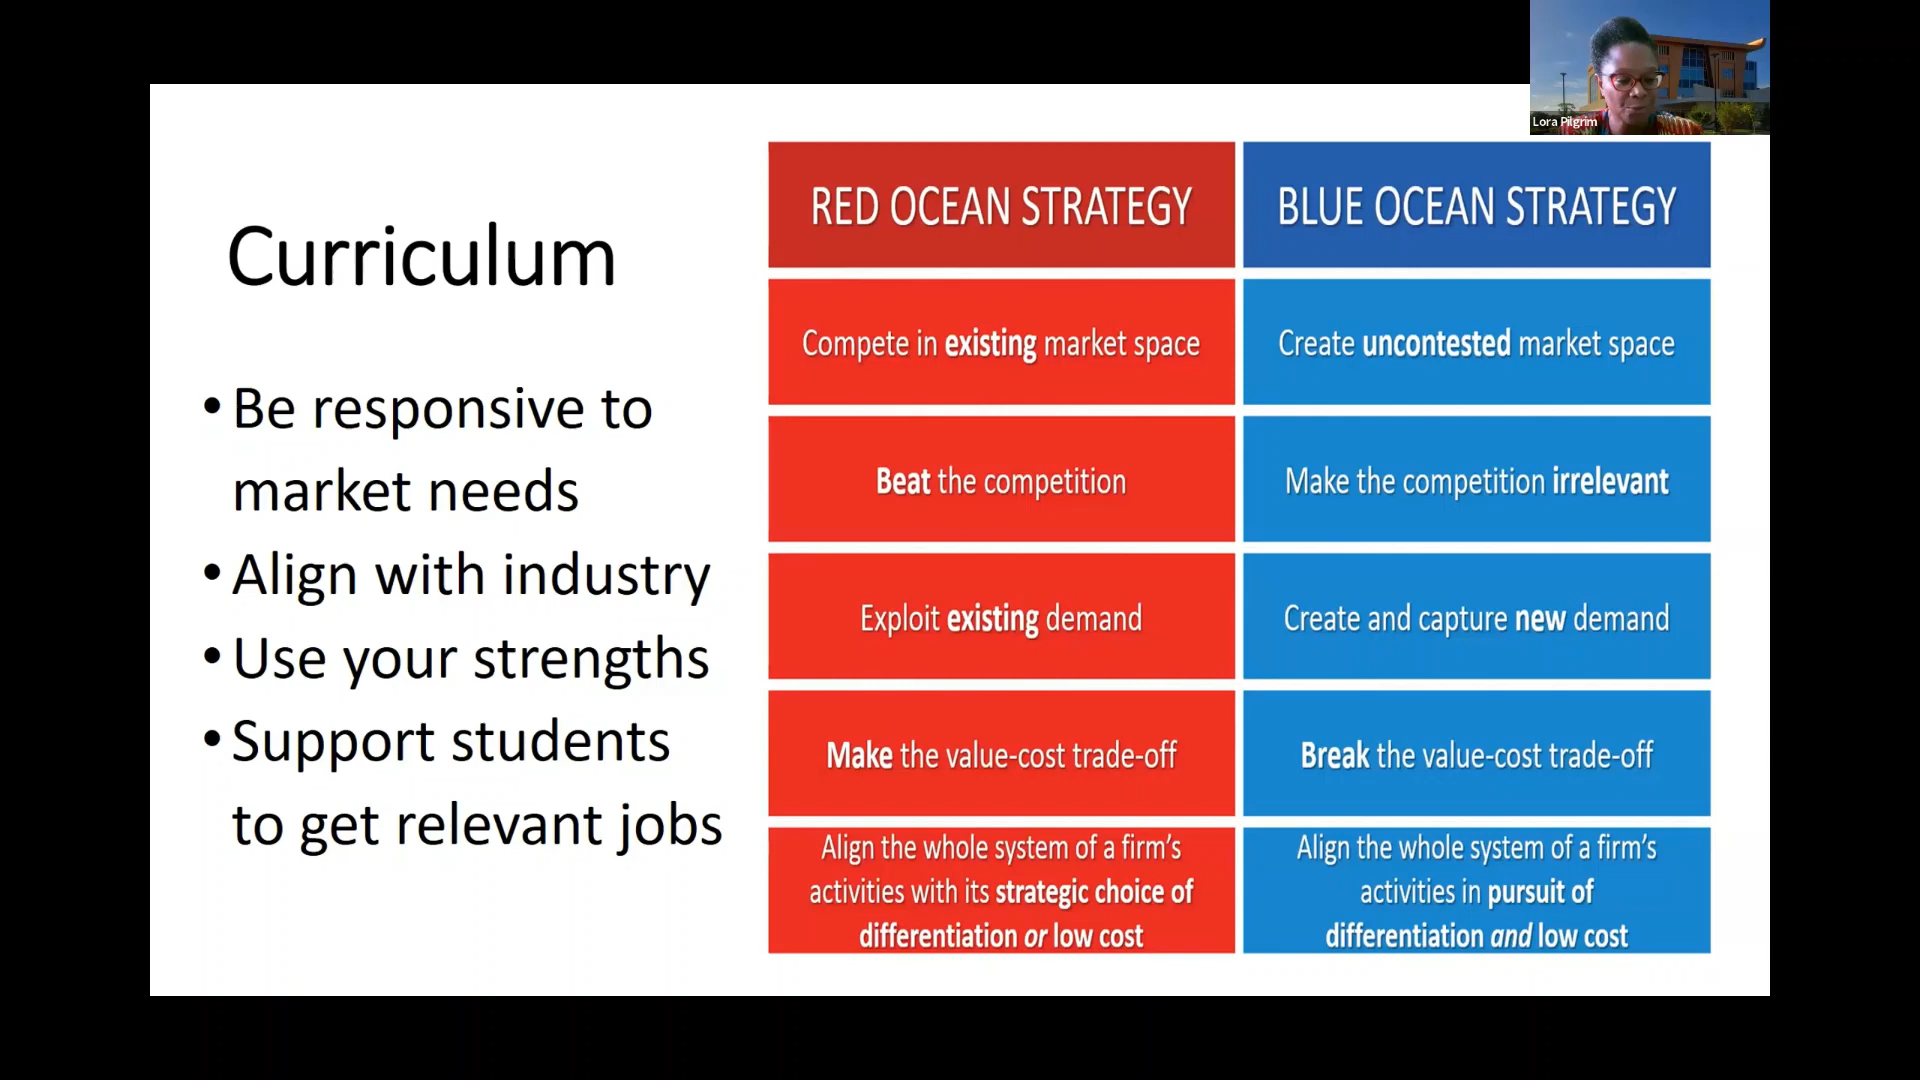 Lora Pilgrim
Curriculum
• Be responsive to
market needs
• Align with industry
• Use your strengths
• Support students
to get relevant jobs
RED OCEAN STRATEGY
BLUE OCEAN STRATEGY
Compete in existing market space
Create uncontested market space
Beat the competition
Make the competition irrelevant
Exploit existing demand
Create and capture new demand
Make the value-cost trade-off
Break the value-cost trade-off
Align the whole system of a firm’s
activities with its strategic choice of
differentiation or low cost
Align the whole system of a firm’s
activities in pursuit of
differentiation and low cost